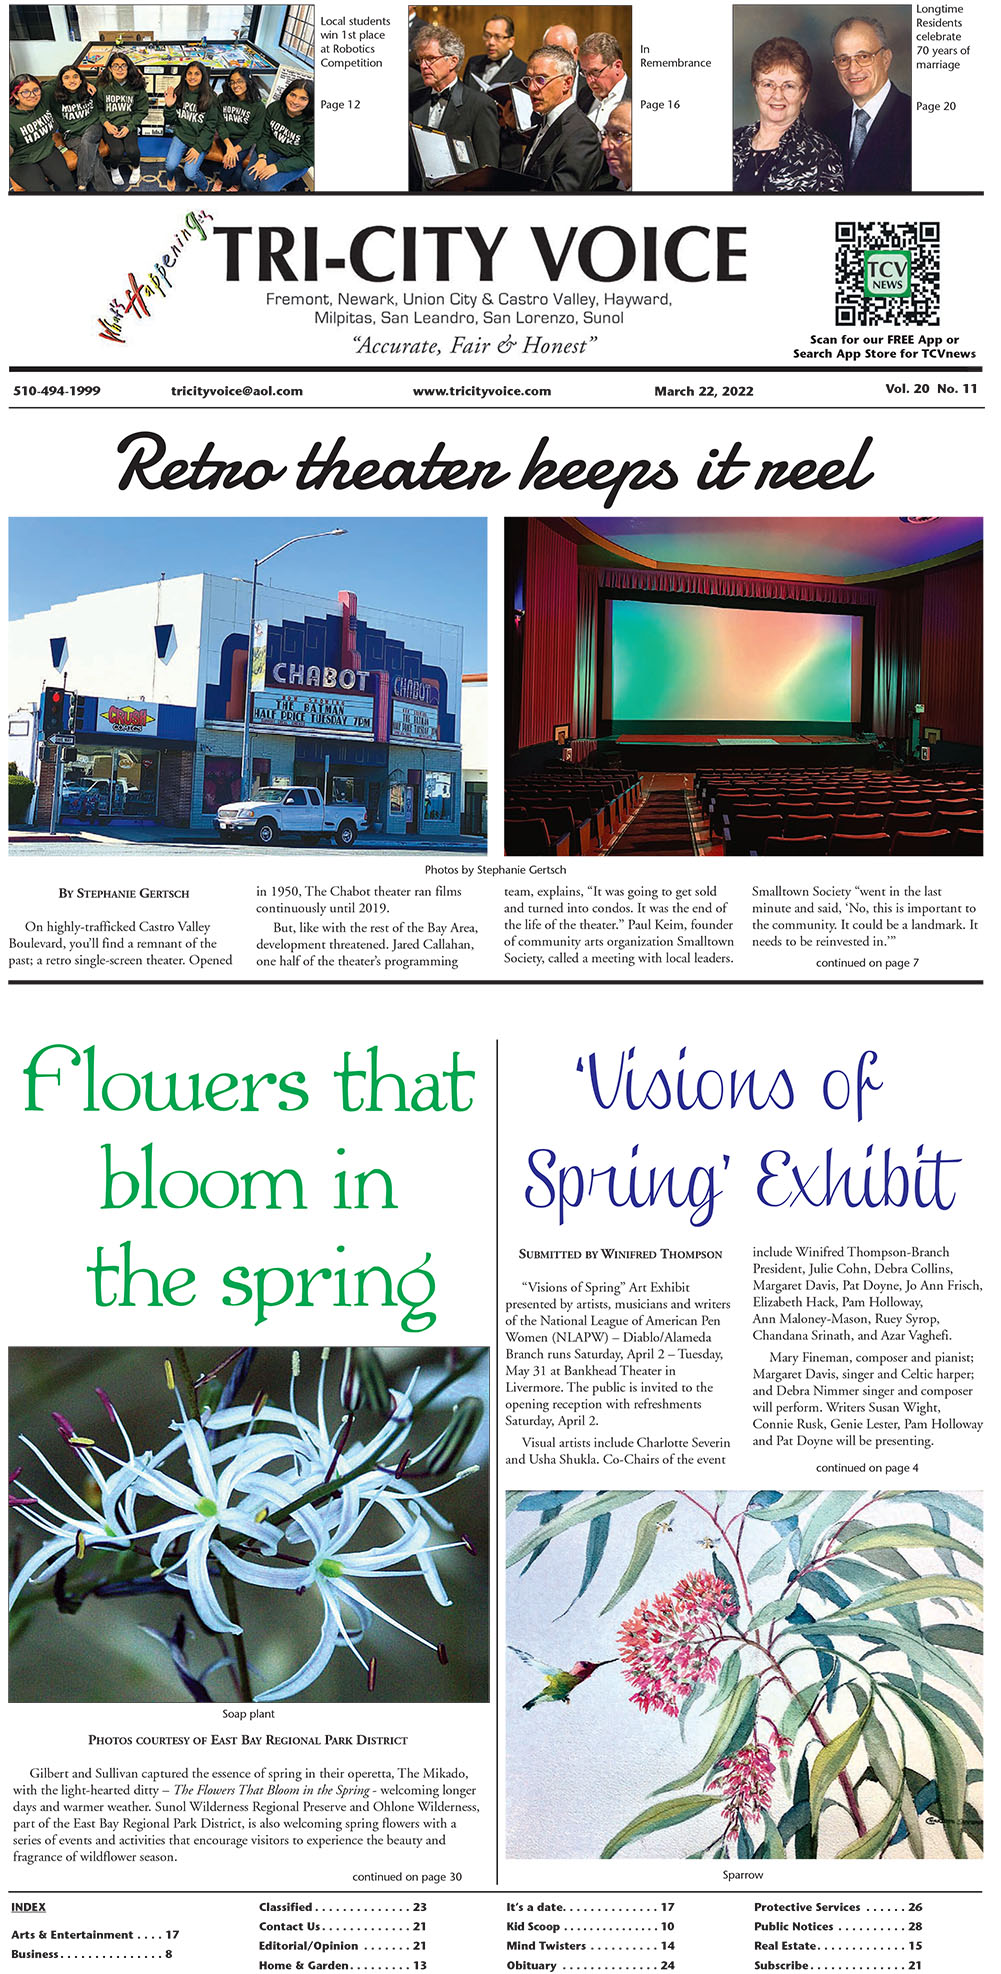 Local students
win 1st place
at Robotics
Competition
Page 12
In
Remembrance
Page 16
Longtime
Residents
celebrate
70 years of
marriage
Page 20
HOPKINS
HAWKS
What's Happening's
TRI-CITY VOICE
Fremont, Newark, Union City & Castro Valley, Hayward,
Milpitas, San Leandro, San Lorenzo, Sunol
“Accurate, Fair & Honest”
TCV
NEWS
Scan for our FREE App or
Search App Store for TCVnews
510-494-1999 tricityvoice@aol.com www.tricityvoice.com March 22, 2022 Vol. 20 No. 11
Retro theater keeps it reel
CHABOT
CHABOT
NOW SHOWING
THE BATMAN
HALF PRICE TUESDAY 7PM
CRUSH
COMICS
ONE WAY
Photos by Stephanie Gertsch
BY STEPHANIE GERTSCH
On highly-trafficked Castro Valley
Boulevard, you’ll find a remnant of the
past; a retro single-screen theater. Opened
in 1950, The Chabot theater ran films
continuously until 2019.
But, like with the rest of the Bay Area,
development threatened. Jared Callahan,
one half of the theater’s programming
team, explains, “It was going to get sold
and turned into condos. It was the end of
the life of the theater.” Paul Keim, founder
of community arts organization Smalltown
Society, called a meeting with local leaders.
Smalltown Society “went in the last
minute and said, ‘No, this is important to
the community. It could be a landmark. It
needs to be reinvested in.’”
continued on page 7
Flowers that
bloom in
the spring
Soap plant
PHOTOS COURTESY OF EAST BAY REGIONAL PARK DISTRICT
Gilbert and Sullivan captured the essence of spring in their operetta, The Mikado,
with the light-hearted ditty – The Flowers That Bloom in the Spring - welcoming longer
days and warmer weather. Sunol Wilderness Regional Preserve and Ohlone Wilderness,
part of the East Bay Regional Park District, is also welcoming spring flowers with a
series of events and activities that encourage visitors to experience the beauty and
fragrance of wildflower season.
continued on page 30
‘Visions of
Spring’ Exhibit
SUBMITTED BY WINIFRED THOMPSON
“Visions of Spring” Art Exhibit
presented by artists, musicians and writers
of the National League of American Pen
Women (NLAPW) – Diablo/Alameda
Branch runs Saturday, April 2 – Tuesday,
May 31 at Bankhead Theater in
Livermore. The public is invited to the
opening reception with refreshments
Saturday, April 2.
Visual artists include Charlotte Severin
and Usha Shukla. Co-Chairs of the event
include Winifred Thompson-Branch
President, Julie Cohn, Debra Collins,
Margaret Davis, Pat Doyne, Jo Ann Frisch,
Elizabeth Hack, Pam Holloway,
Ann Maloney-Mason, Ruey Syrop,
Chandana Srinath, and Azar Vaghefi.
Mary Fineman, composer and pianist;
Margaret Davis, singer and Celtic harper;
and Debra Nimmer singer and composer
will perform. Writers Susan Wight,
Connie Rusk, Genie Lester, Pam Holloway
and Pat Doyne will be presenting.
continued on page 4
Sparrow
INDEX
Arts & Entertainment . . . . 17
Business. . . . . . . . . . . . . . . 8
Classified . . . . . . . . . . . . . . 23
Contact Us. . . . . . . . . . . . . 21
Editorial/Opinion . . . . . . . 21
Home & Garden. . . . . . . . . 13
It’s a date. . . . . . . . . . . . . . 17
Kid Scoop . . . . . . . . . . . . . 10
Mind Twisters . . . . . . . . . . 14
Obituary . . . . . . . . . . . . . . 24
Protective Services . . . . . . 26
Public Notices . . . . . . . . . . 28
Real Estate. . . . . . . . . . . . . 15
Subscribe. . . . . . . . . . . . . . 21